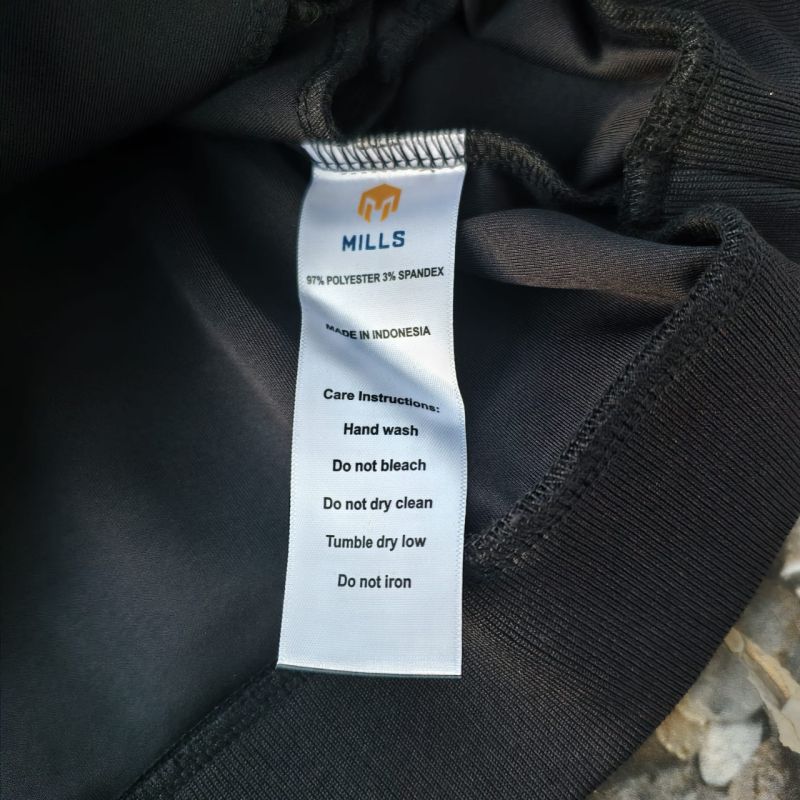 MILLS
97% POLYESTER 3% SPANDEX
MADE IN INDONESIA
Care Instructions:
Hand wash
Do not bleach
Do not dry clean
Tumble dry low
Do not iron